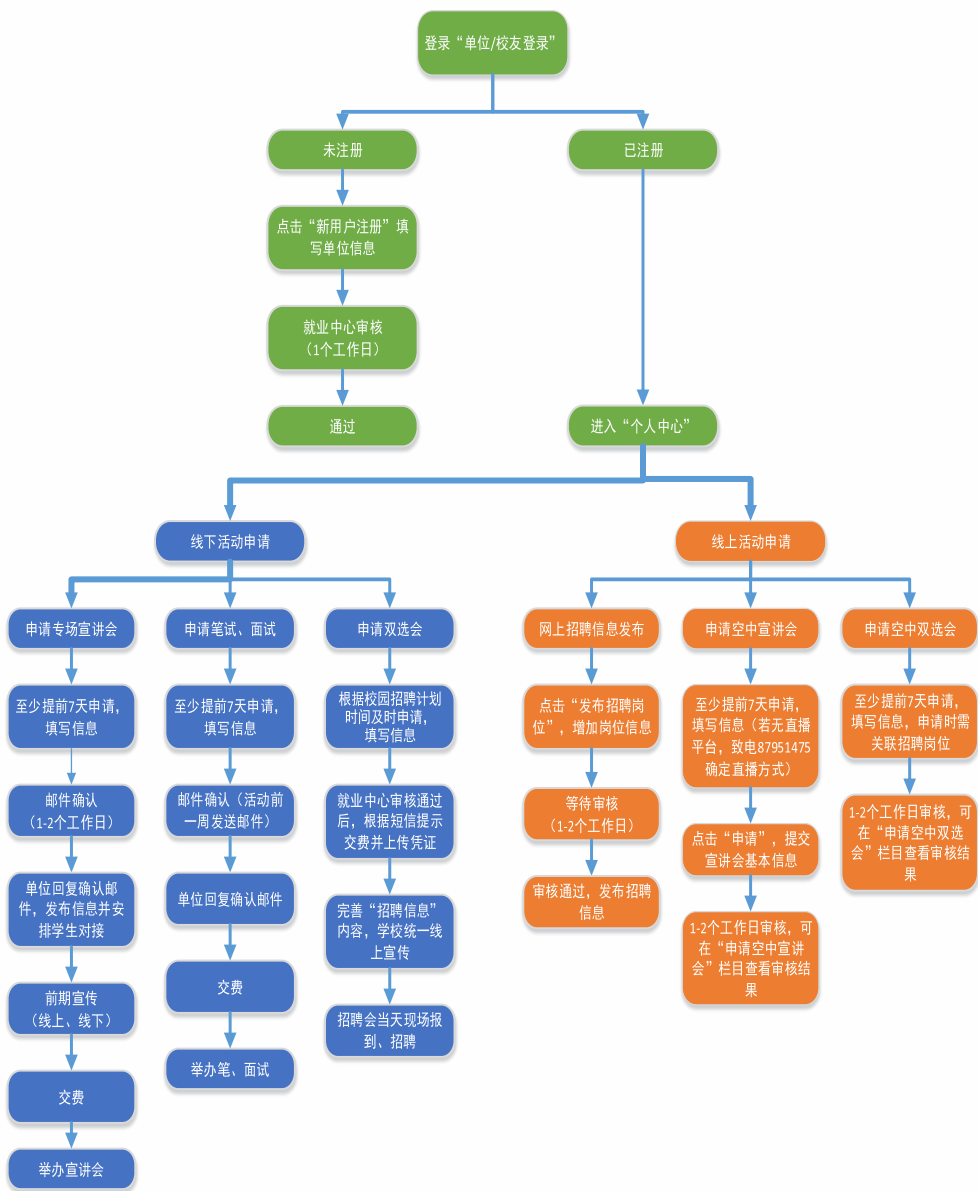 登录“单位/校友登录”
未注册
已注册
点击“新用户注册”填
写单位信息
就业中心审核
（1个工作日）
通过
进入“个人中心”
线下活动申请
线上活动申请
申请专场宣讲会
至少提前7天申请，
填写信息
邮件确认
（1-2个工作日）
单位回复确认邮
件，发布信息并安
排学生对接
前期宣传
（线上、线下）
交费
举办宣讲会
申请笔试、面试
至少提前7天申请，
填写信息
邮件确认（活动前
一周发送邮件）
单位回复确认邮件
交费
举办笔、面试
申请双选会
根据校园招聘计划
时间及时申请，
填写信息
就业中心审核通过
后，根据短信提示
交费并上传凭证
完善“招聘信息”
内容，学校统一线
上宣传
招聘会当天现场报
到、招聘
网上招聘信息发布
点击“发布招聘岗
位”，增加岗位信息
等待审核
（1-2个工作日）
审核通过，发布招聘
信息
申请空中宣讲会
至少提前7天申请，
填写信息（若无直播
平台，致电87951475
确定直播方式）
点击“申请”，提交
宣讲会基本信息
1-2个工作日审核，可
在“申请空中宣讲
会”栏目查看审核结
果
申请空中双选会
至少提前7天申请，
填写信息，申请时需
关联招聘岗位
1-2个工作日审核，可
在“申请空中双选
会”栏目查看审核结
果